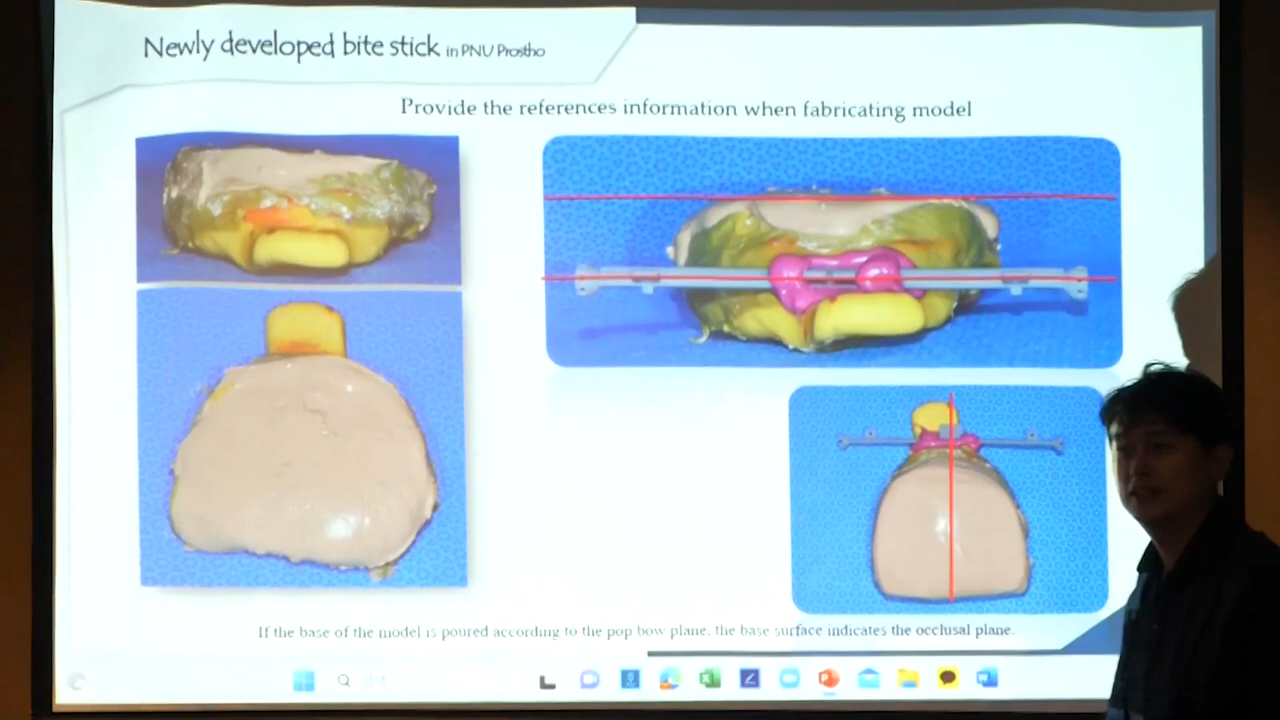 Newly developed bite stick in PNU Prostho
Provide the references information when fabricating model
If the base of the model is poured according to the pop bow plane, the base surface indicates the occlusal plane.